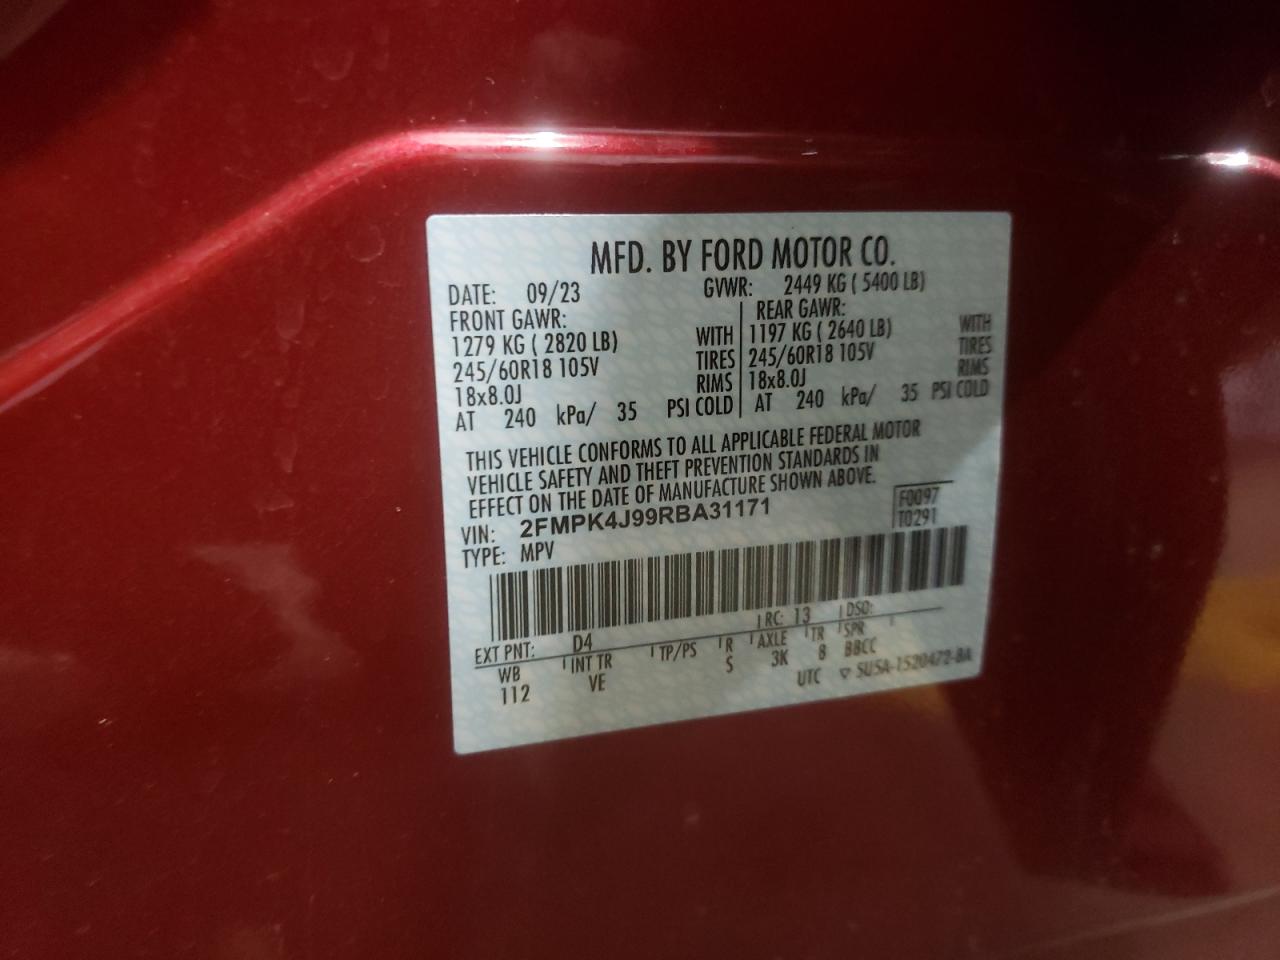 MFD. BY FORD MOTOR CO.
DATE: 09/23 GVWR: 2449 KG ( 5400 LB)
FRONT GAWR: REAR GAWR:
1279 KG ( 2820 LB) WITH 1197 KG ( 2640 LB) WITH
245/60R18 105V TIRES 245/60R18 105V TIRES
18x8.0J RIMS 18x8.0J RIMS
AT 240 kPa/ 35 PSI COLD AT 240 kPa/ 35 PSI COLD
THIS VEHICLE CONFORMS TO ALL APPLICABLE FEDERAL MOTOR
VEHICLE SAFETY AND THEFT PREVENTION STANDARDS IN
EFFECT ON THE DATE OF MANUFACTURE SHOWN ABOVE.
VIN: 2FMPK4J99RBA31171 F0097
TYPE: MPV T0291
EXT PNT: D4 RC: 13 DSO:
WB INT TR TP/PS R AXLE TR SPR
112 VE S 3K 8 BBCC
UTC ▽ SU5A-1520472-BA